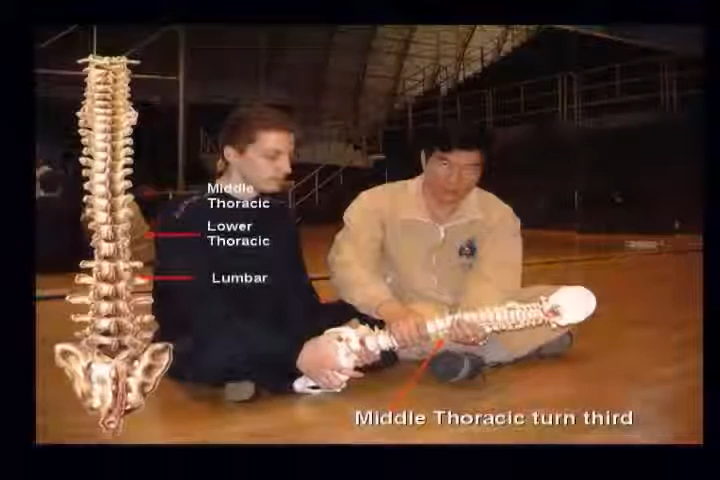 Middle
Thoracic
Lower
Thoracic
Lumbar
Middle Thoracic turn third